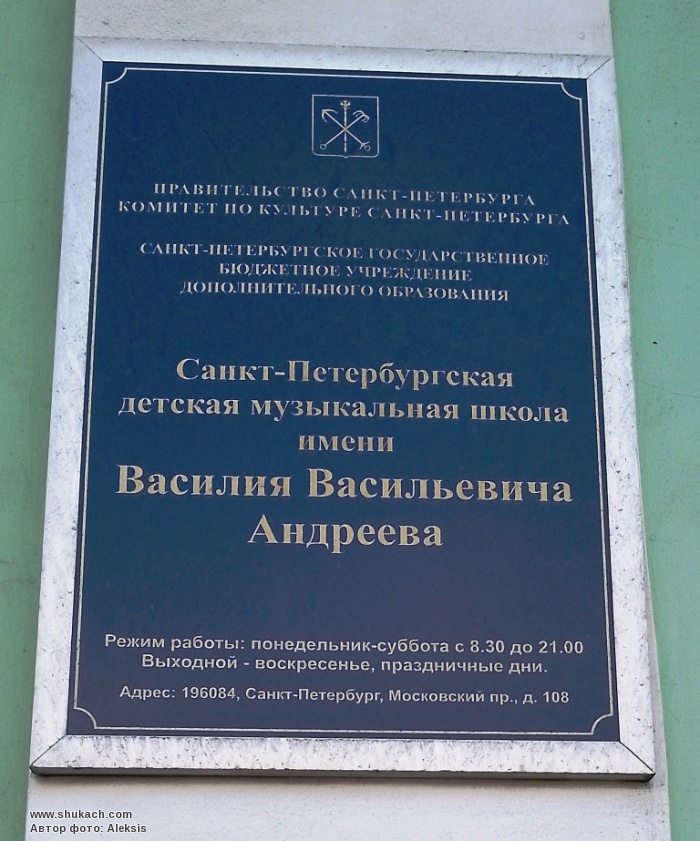 ПРАВИТЕЛЬСТВО САНКТ-ПЕТЕРБУРГА
КОМИТЕТ ПО КУЛЬТУРЕ САНКТ-ПЕТЕРБУРГА
САНКТ-ПЕТЕРБУРГСКОЕ ГОСУДАРСТВЕННОЕ
БЮДЖЕТНОЕ УЧРЕЖДЕНИЕ
ДОПОЛНИТЕЛЬНОГО ОБРАЗОВАНИЯ
Санкт-Петербургская
детская музыкальная школа
имени
Василия Васильевича
Андреева
Режим работы: понедельник-суббота с 8.30 до 21.00
Выходной - воскресенье, праздничные дни.
Адрес: 196084, Санкт-Петербург, Московский пр., д. 108
www.shukach.com
Автор фото: Aleksis